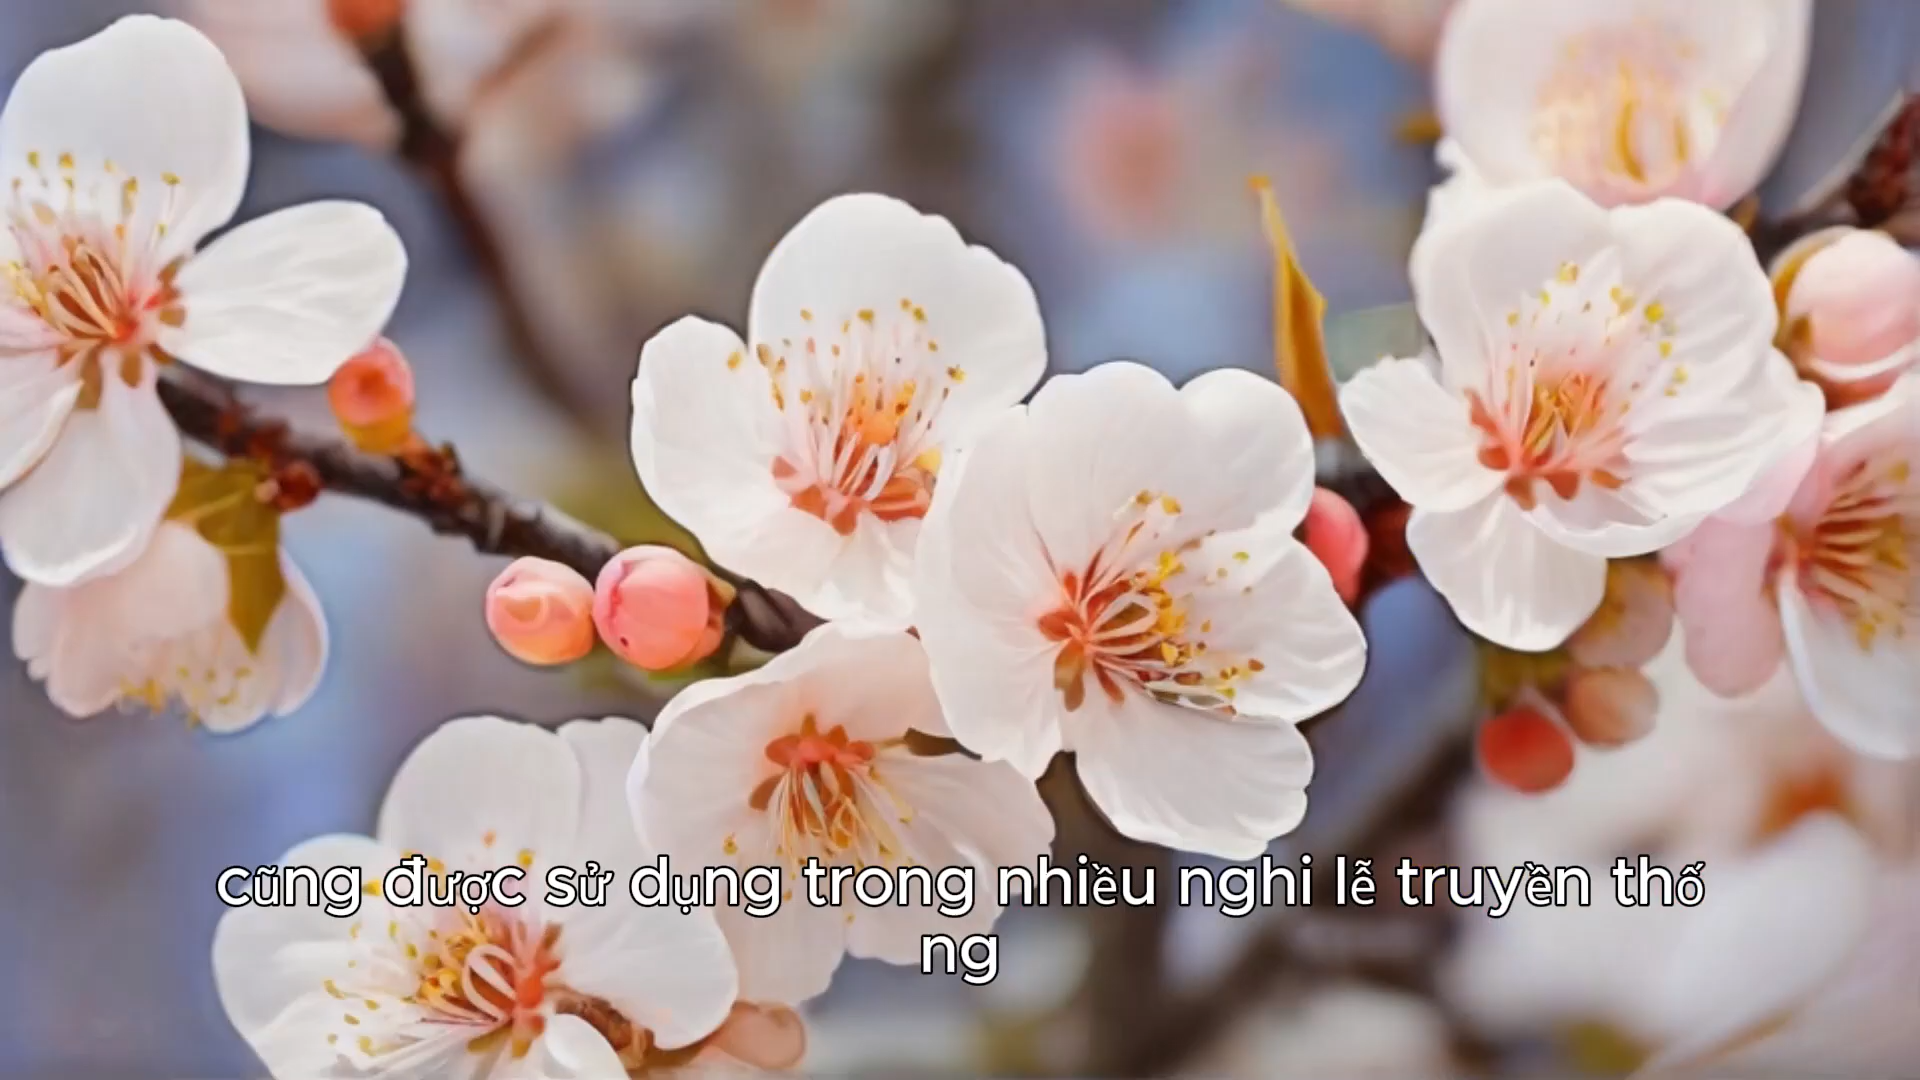 cũng được sử dụng trong nhiều nghi lễ truyền thố
ng